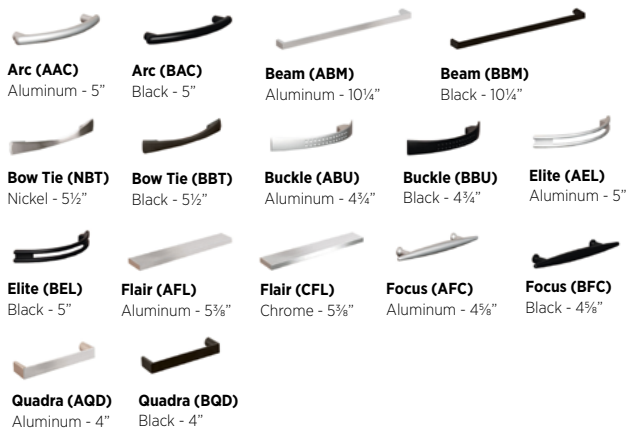 Arc (AAC)
Aluminum - 5"
Arc (BAC)
Black - 5"
Beam (ABM)
Aluminum - 10¼"
Beam (BBM)
Black - 10¼"
Bow Tie (NBT)
Nickel - 5½"
Bow Tie (BBT)
Black - 5½"
Buckle (ABU)
Aluminum - 4¾"
Buckle (BBU)
Black - 4¾"
Elite (AEL)
Aluminum - 5"
Elite (BEL)
Black - 5"
Flair (AFL)
Aluminum - 5⅜"
Flair (CFL)
Chrome - 5⅜"
Focus (AFC)
Aluminum - 4⅝"
Focus (BFC)
Black - 4⅝"
Quadra (AQD)
Aluminum - 4"
Quadra (BQD)
Black - 4"